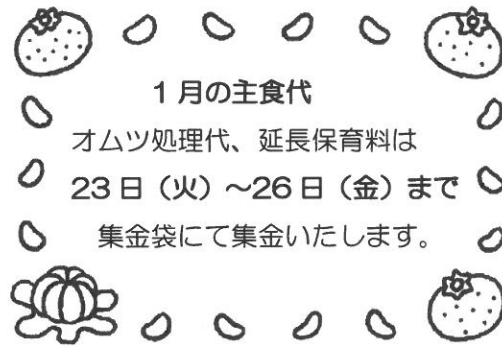 1月の主食代
オムツ処理代、延長保育料は
23日（火）～26日（金）まで
集金袋にて集金いたします。